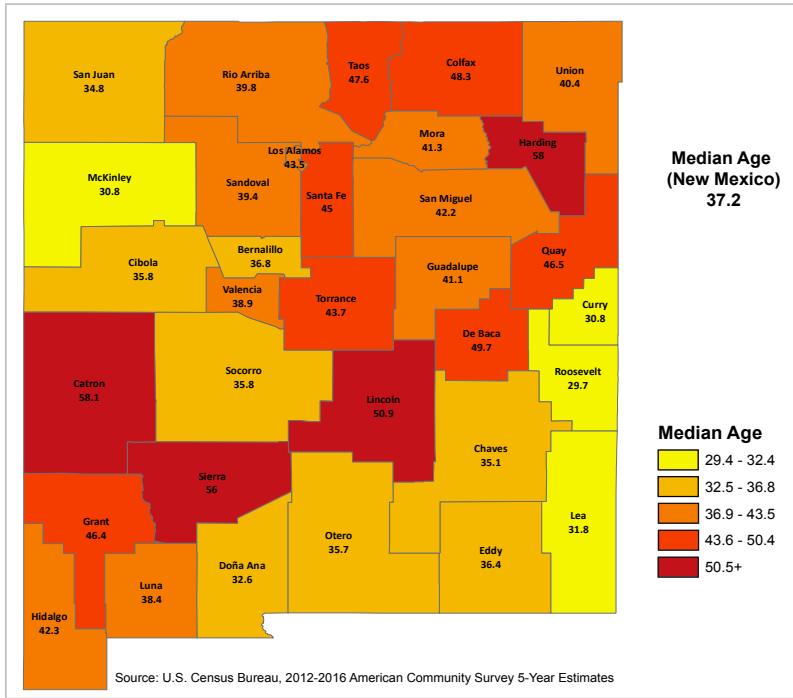 San Juan
34.8
Rio Arriba
39.8
Taos
47.6
Colfax
48.3
Union
40.4
Mora
41.3
Harding
58
Los Alamos
43.5
McKinley
30.8
Sandoval
39.4
Santa Fe
45
San Miguel
42.2
Median Age
(New Mexico)
37.2
Quay
46.5
Bernalillo
36.8
Cibola
35.8
Guadalupe
41.1
Valencia
38.9
Torrance
43.7
Curry
30.8
De Baca
49.7
Roosevelt
29.7
Socorro
35.8
Catron
58.1
Lincoln
50.9
Chaves
35.1
Sierra
56
Grant
46.4
Lea
31.8
Otero
35.7
Eddy
36.4
Doña Ana
32.6
Luna
38.4
Hidalgo
42.3
Median Age
29.4 - 32.4
32.5 - 36.8
36.9 - 43.5
43.6 - 50.4
50.5+
Source: U.S. Census Bureau, 2012-2016 American Community Survey 5-Year Estimates